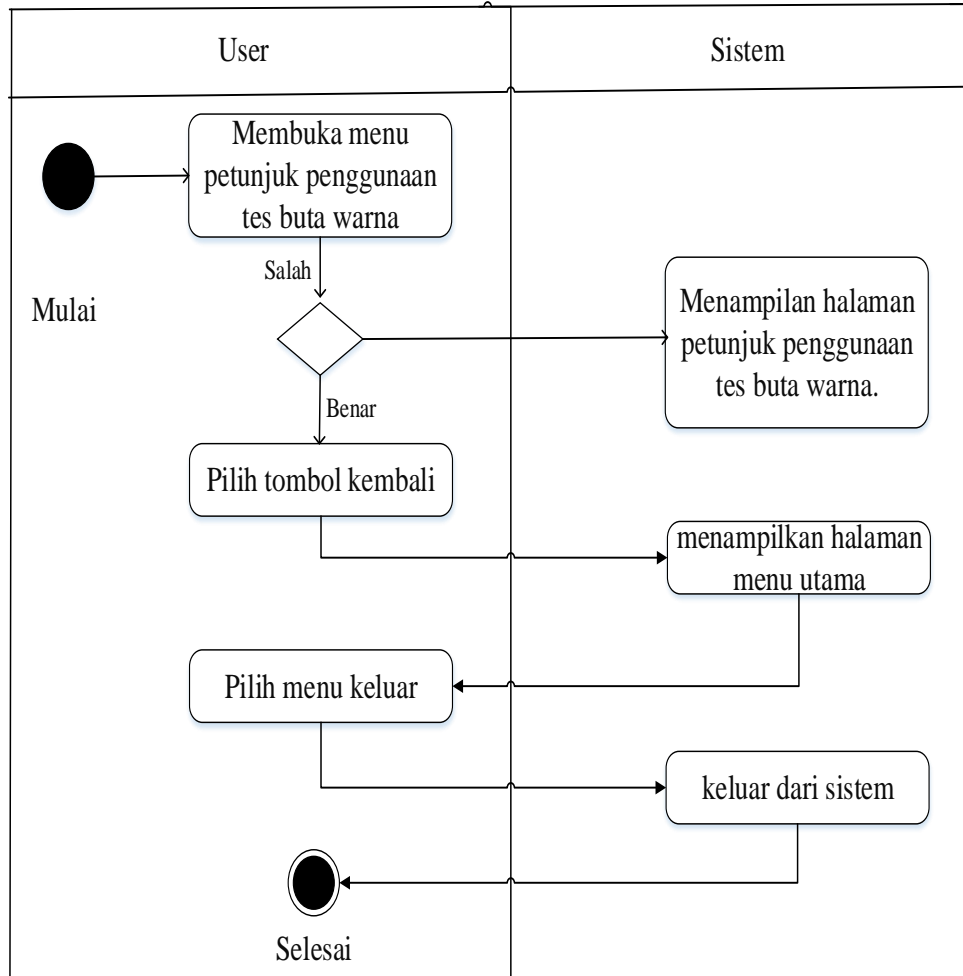 User
Sistem
Membuka menu
petunjuk penggunaan
tes buta warna
Mulai
Salah
Menampilan halaman
petunjuk penggunaan
tes buta warna.
Benar
Pilih tombol kembali
menampilkan halaman
menu utama
Pilih menu keluar
keluar dari sistem
Selesai